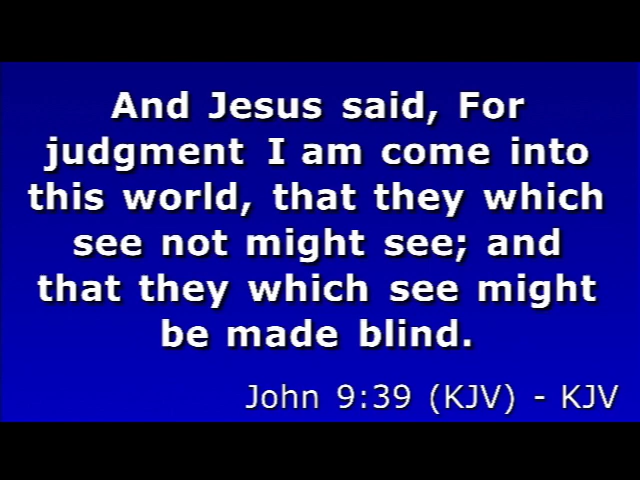 And Jesus said, For
judgment I am come into
this world, that they which
see not might see; and
that they which see might
be made blind.
John 9:39 (KJV) - KJV